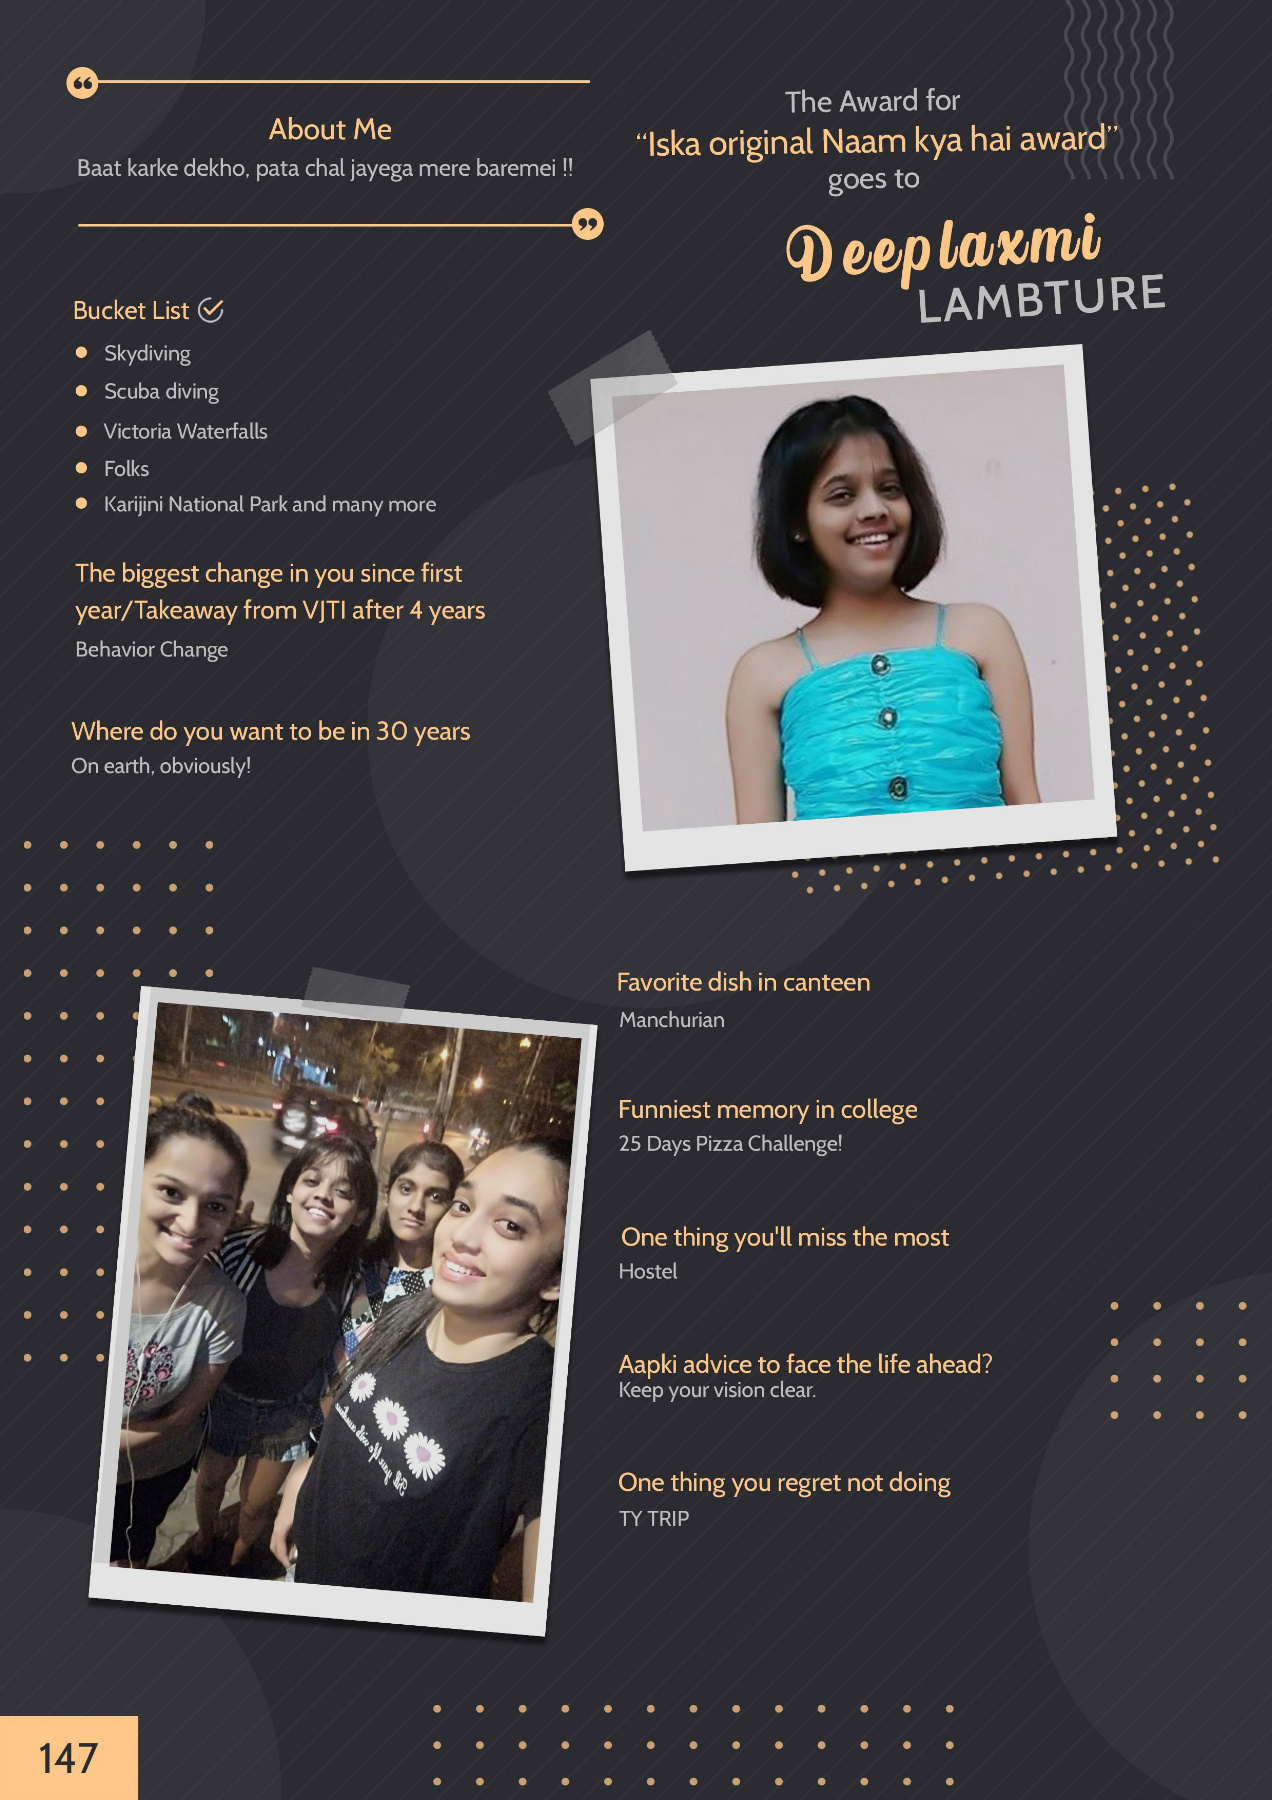 About Me
Baat karke dekho, pata chal jayega mere baremei !!
The Award for
“Iska original Naam kya hai award”
goes to
Deeplaxmi
LAMBTURE
Bucket List
Skydiving
Scuba diving
Victoria Waterfalls
Folks
Karijini National Park and many more
The biggest change in you since first
year/Takeaway from VJTI after 4 years
Behavior Change
Where do you want to be in 30 years
On earth, obviously!
Favorite dish in canteen
Manchurian
Funniest memory in college
25 Days Pizza Challenge!
One thing you'll miss the most
Hostel
Aapki advice to face the life ahead?
Keep your vision clear.
One thing you regret not doing
TY TRIP
147